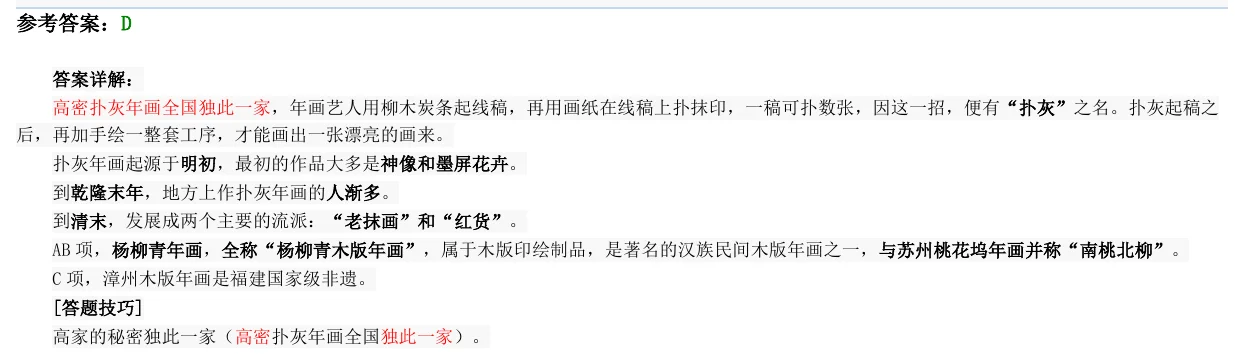 参考答案：D
答案详解：
高密扑灰年画全国独此一家，年画艺人用柳木炭条起线稿，再用画纸在线稿上扑抹印，一稿可扑数张，因这一招，便有“扑灰”之名。扑灰起稿之
后，再加手绘一整套工序，才能画出一张漂亮的画来。
扑灰年画起源于明初，最初的作品大多是神像和墨屏花卉。
到乾隆末年，地方上作扑灰年画的人渐多。
到清末，发展成两个主要的流派：“老抹画”和“红货”。
AB 项，杨柳青年画，全称“杨柳青木版年画”，属于木版印绘制品，是著名的汉族民间木版年画之一，与苏州桃花坞年画并称“南桃北柳”。
C 项，漳州木版年画是福建国家级非遗。
[答题技巧]
高家的秘密独此一家（高密扑灰年画全国独此一家）。